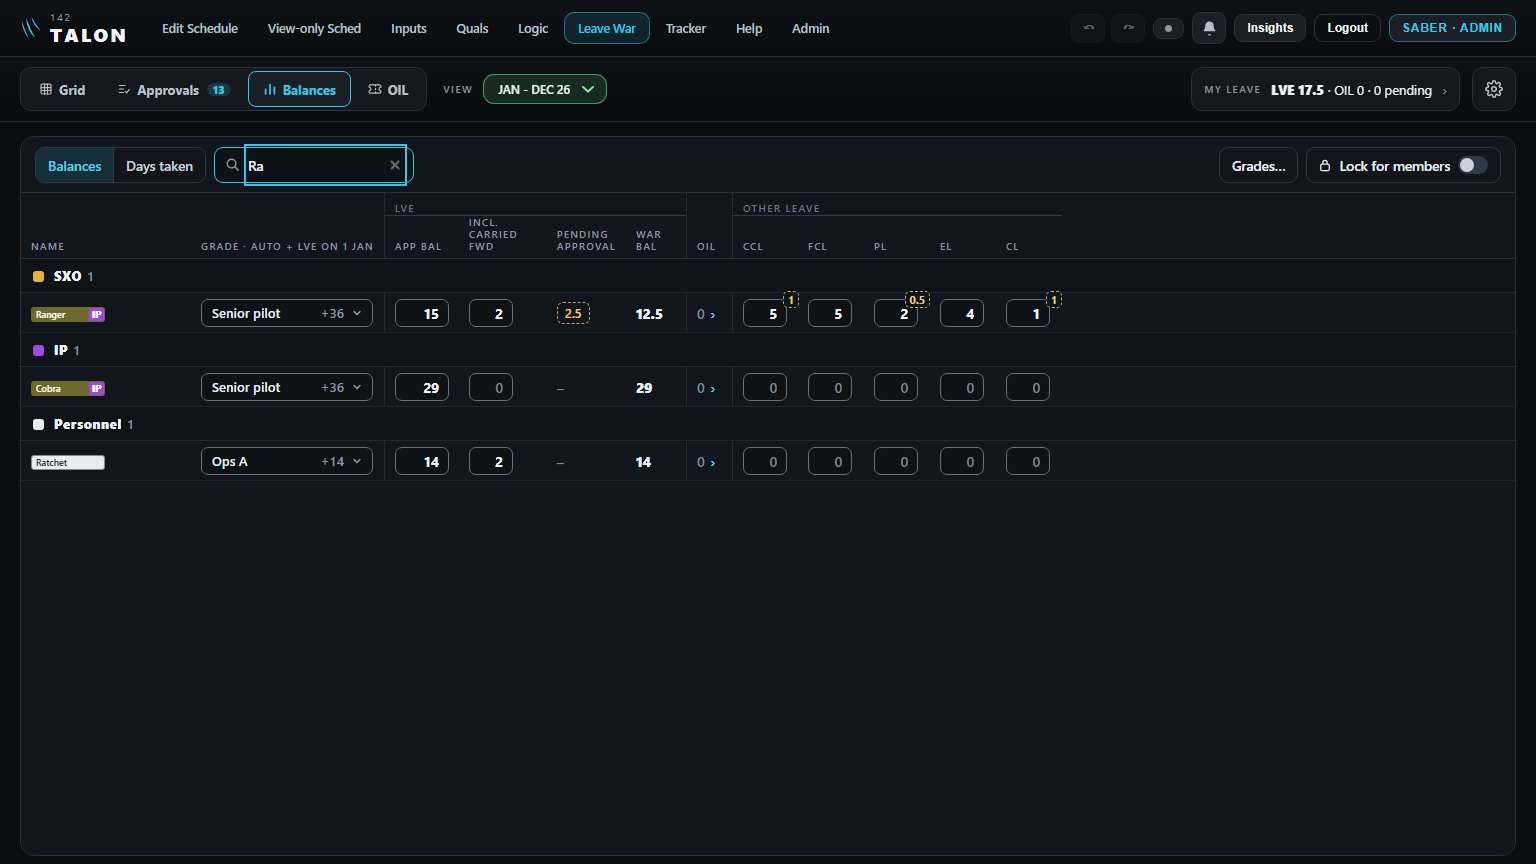 142
TALON
Edit Schedule
View-only Sched
Inputs
Quals
Logic
Leave War
Tracker
Help
Admin
Insights
Logout
SABER · ADMIN
Grid
Approvals 13
Balances
OIL
VIEW
JAN - DEC 26
MY LEAVE LVE 17.5 · OIL 0 · 0 pending ›
Balances
Days taken
Ra
Grades...
Lock for members
LVE
OTHER LEAVE
NAME
GRADE · AUTO + LVE ON 1 JAN
APP BAL
INCL. CARRIED FWD
PENDING APPROVAL
WAR BAL
OIL
CCL
FCL
PL
EL
CL
SXO 1
Ranger IP Senior pilot +36 15 2 2.5 12.5 0 › 5 1 5 2 0.5 4 1 1
IP 1
Cobra IP Senior pilot +36 29 0 – 29 0 › 0 0 0 0 0
Personnel 1
Ratchet Ops A +14 14 2 – 14 0 › 0 0 0 0 0